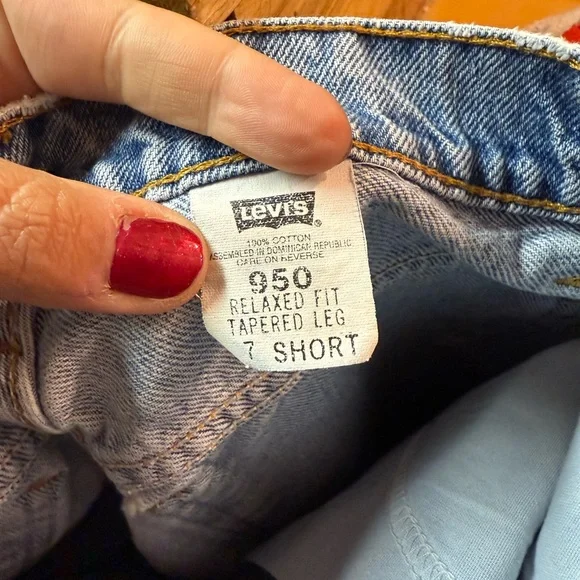 LEVI'S ®
100% COTTON
ASSEMBLED IN DOMINICAN REPUBLIC
CARE ON REVERSE
950
RELAXED FIT
TAPERED LEG
7 SHORT